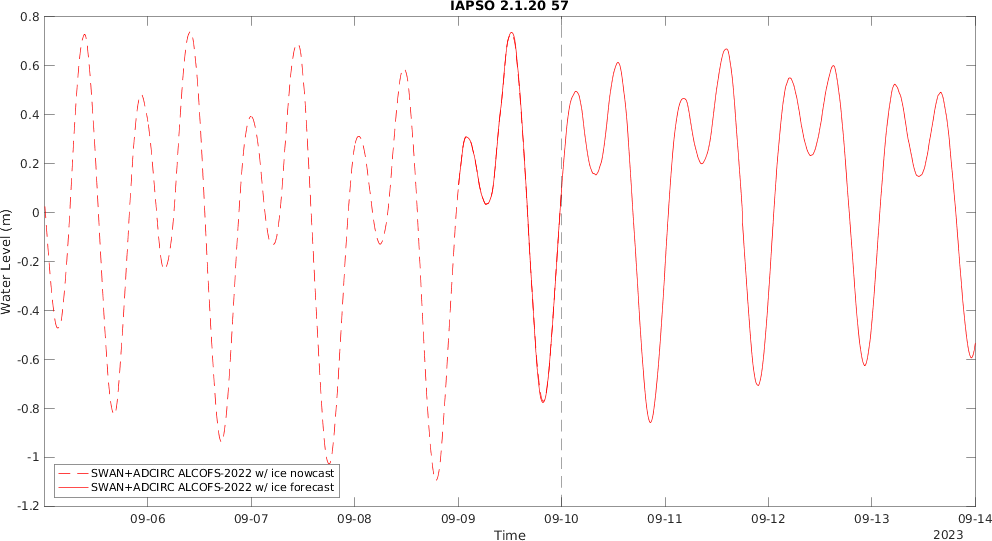 IAPSO 2.1.20 57
0.8
0.6
0.4
0.2
0
-0.2
-0.4
-0.6
-0.8
-1
-1.2
Water Level (m)
SWAN+ADCIRC ALCOFS-2022 w/ ice nowcast
SWAN+ADCIRC ALCOFS-2022 w/ ice forecast
09-06 09-07 09-08 09-09 09-10 09-11 09-12 09-13 09-14
Time
2023